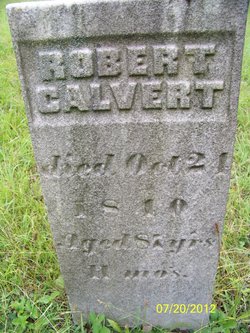 ROBERT
CALVERT
died Oct 21
1840
Aged
11 mos.
07/20/2012